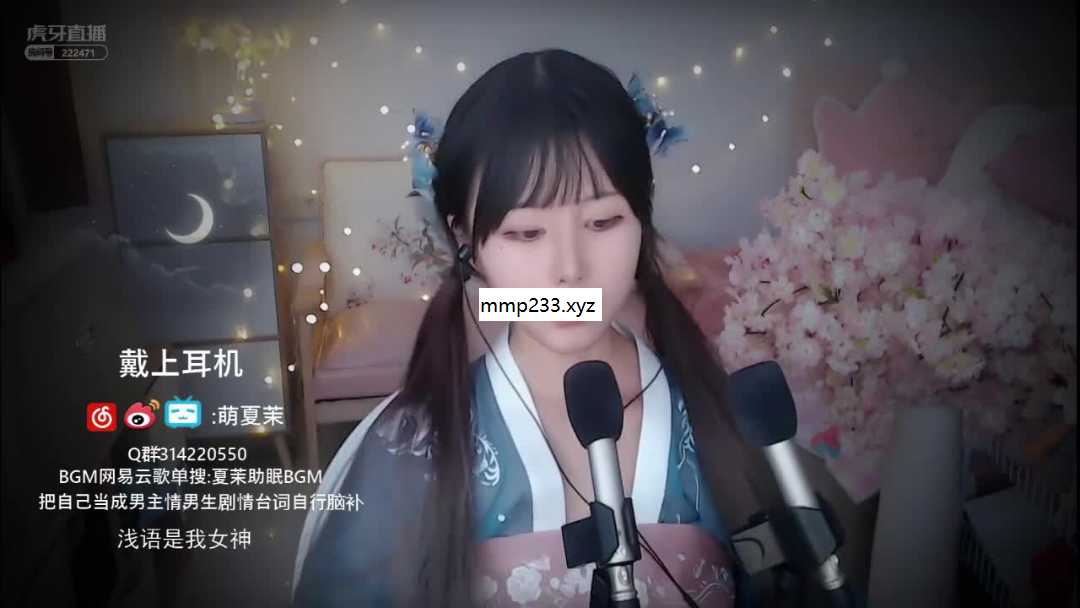 虎牙直播
房间号 222471
mmp233.xyz
戴上耳机
:萌夏茉
Q群314220550
BGM网易云歌单搜:夏茉助眠BGM
把自己当成男主情男生剧情台词自行脑补
浅语是我女神